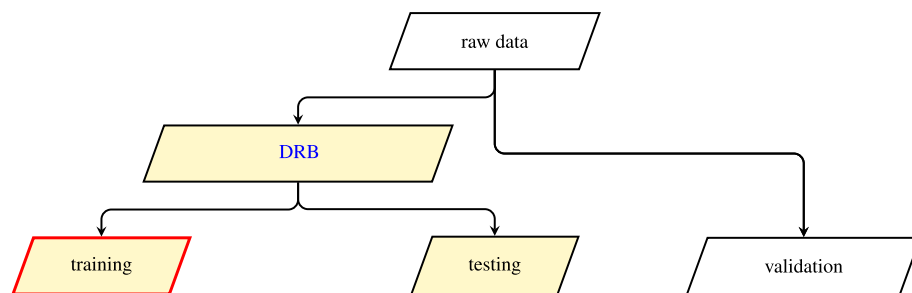 raw data
DRB
training
testing
validation